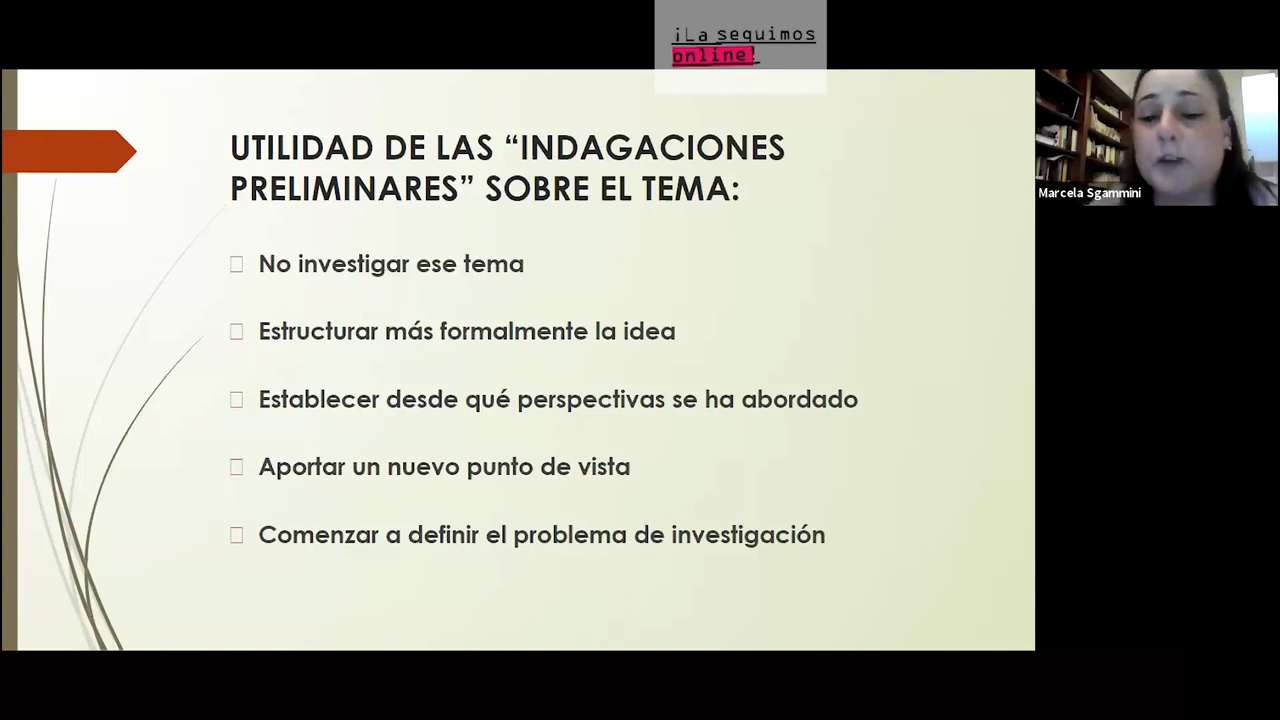 ¡La seguimos
online!
UTILIDAD DE LAS “INDAGACIONES
PRELIMINARES” SOBRE EL TEMA:
No investigar ese tema
Estructurar más formalmente la idea
Establecer desde qué perspectivas se ha abordado
Aportar un nuevo punto de vista
Comenzar a definir el problema de investigación
Marcela Sgammini